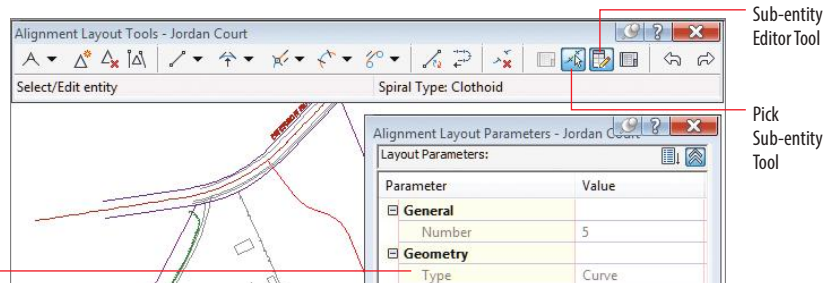 Alignment Layout Tools - Jordan Court
Sub-entity
Editor Tool
Select/Edit entity
Spiral Type: Clothoid
Pick
Sub-entity
Tool
Alignment Layout Parameters - Jordan Court
Layout Parameters:
Parameter Value
General
Number 5
Geometry
Type Curve